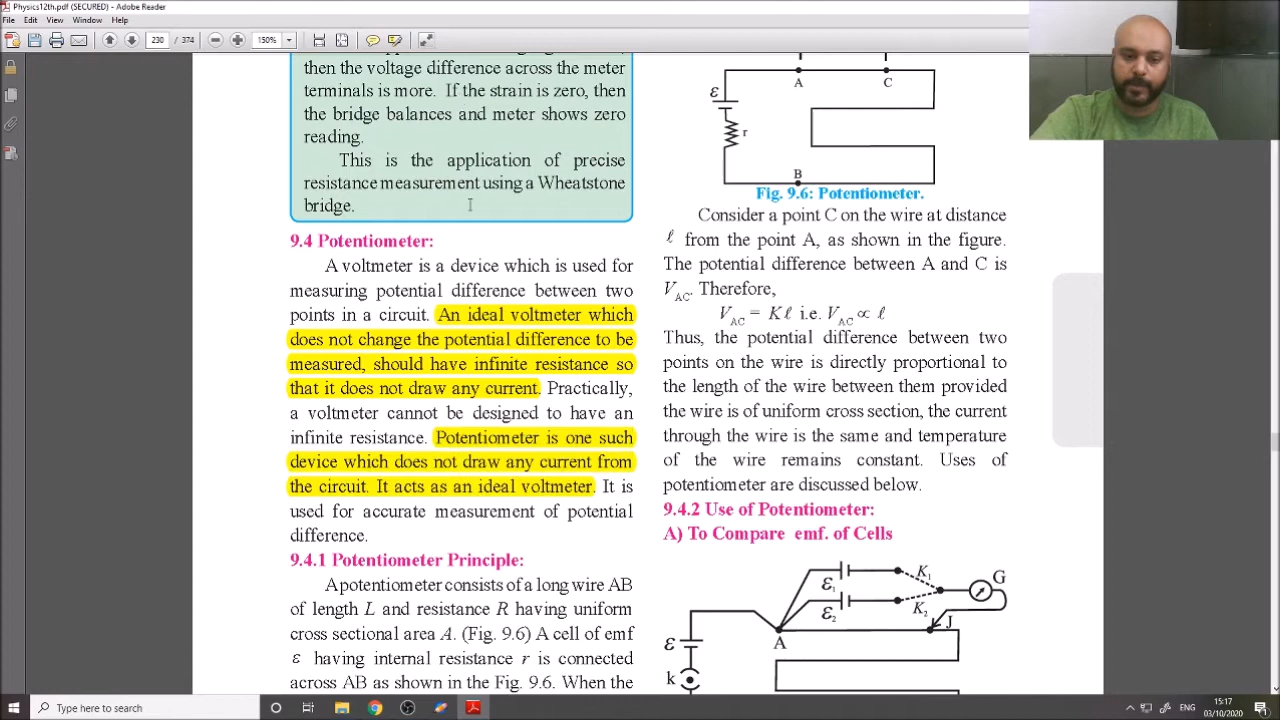 Physics12th.pdf (SECURED) - Adobe Reader
File Edit View Window Help
230 / 374 150%
then the voltage difference across the meter
terminals is more. If the strain is zero, then
the bridge balances and meter shows zero
reading.
This is the application of precise
resistance measurement using a Wheatstone
bridge.
9.4 Potentiometer:
A voltmeter is a device which is used for
measuring potential difference between two
points in a circuit. An ideal voltmeter which
does not change the potential difference to be
measured, should have infinite resistance so
that it does not draw any current. Practically,
a voltmeter cannot be designed to have an
infinite resistance. Potentiometer is one such
device which does not draw any current from
the circuit. It acts as an ideal voltmeter. It is
used for accurate measurement of potential
difference.
9.4.1 Potentiometer Principle:
A potentiometer consists of a long wire AB
of length L and resistance R having uniform
cross sectional area A. (Fig. 9.6) A cell of emf
ε having internal resistance r is connected
across AB as shown in the Fig. 9.6. When the
A C
ε
r
B
Fig. 9.6: Potentiometer.
Consider a point C on the wire at distance
ℓ from the point A, as shown in the figure.
The potential difference between A and C is
V_AC. Therefore,
V_AC = Kℓ i.e. V_AC ∝ ℓ
Thus, the potential difference between two
points on the wire is directly proportional to
the length of the wire between them provided
the wire is of uniform cross section, the current
through the wire is the same and temperature
of the wire remains constant. Uses of
potentiometer are discussed below.
9.4.2 Use of Potentiometer:
A) To Compare emf. of Cells
ε₁ K₁ G
ε₂ K₂ J
ε A
k
Type here to search
ENG
15:17
03/10/2020